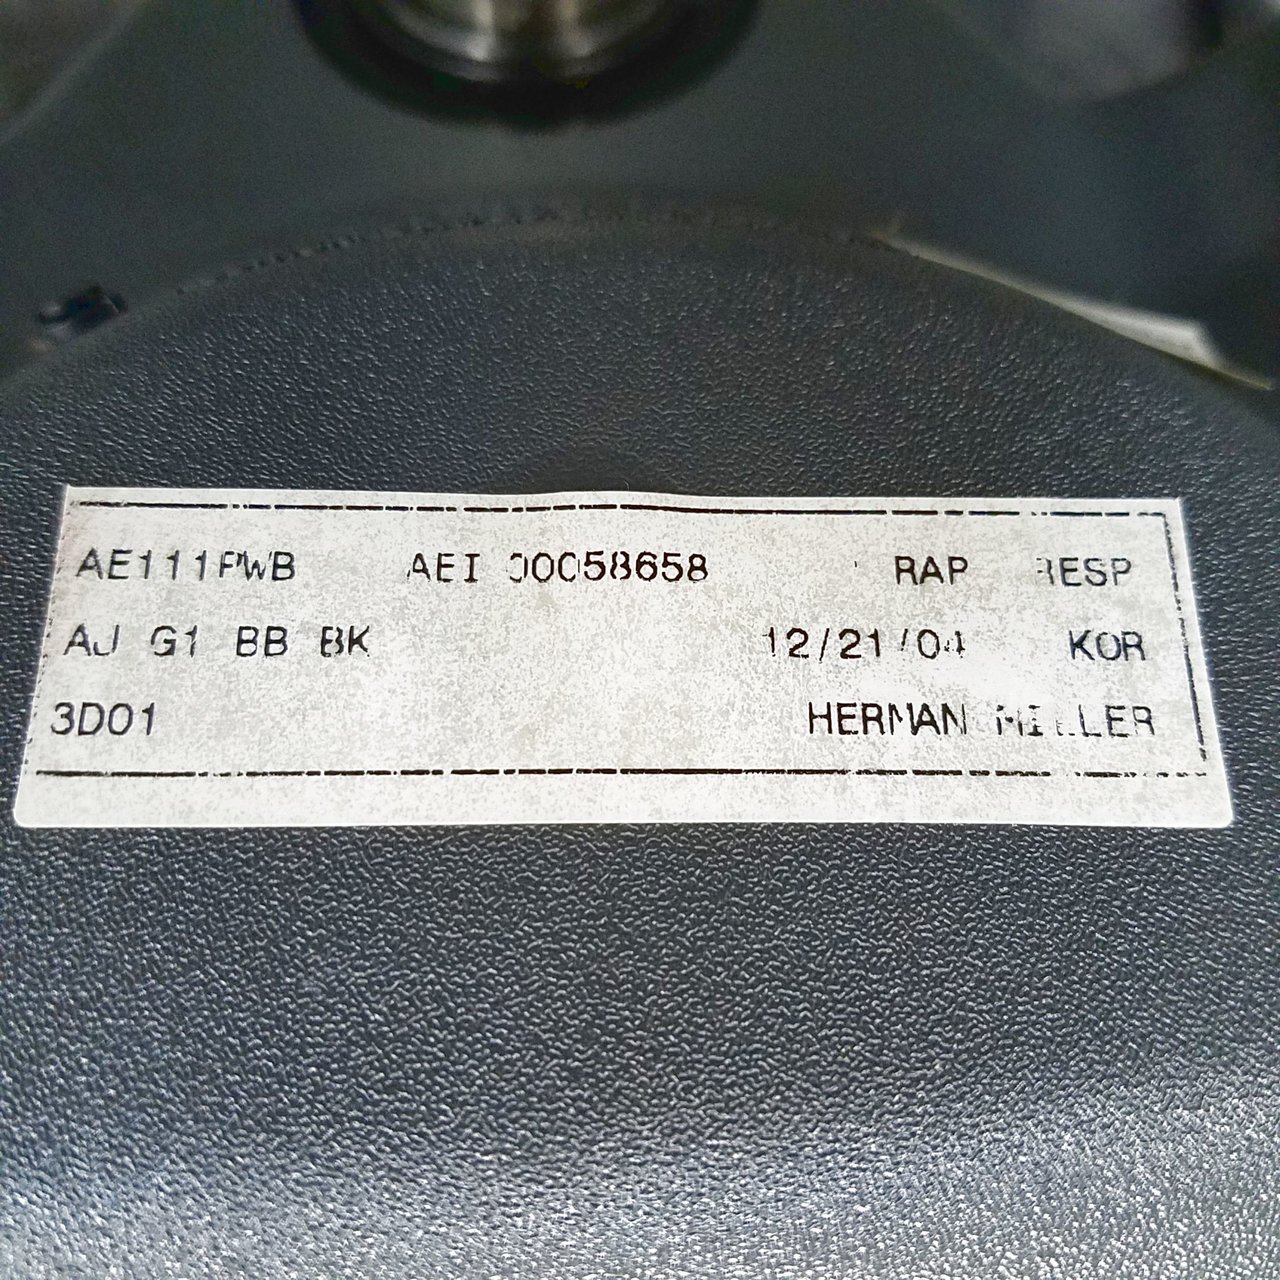 AE111PWB AEI 00058658 RAP RESP
AJ G1 BB BK 12/21/04 KOR
3D01 HERMAN MILLER